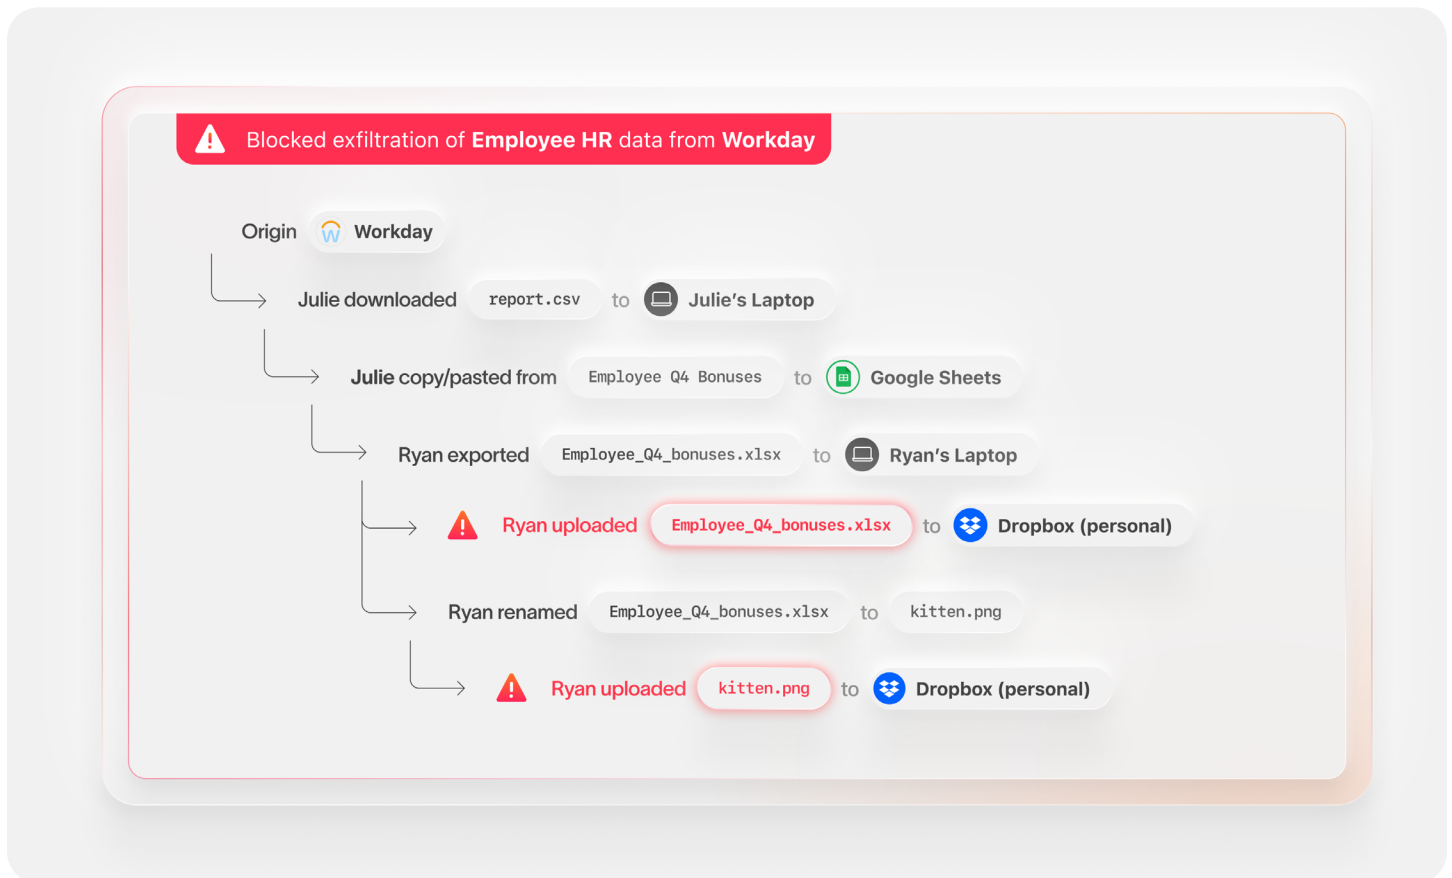 Blocked exfiltration of Employee HR data from Workday
Origin Workday
Julie downloaded report.csv to Julie’s Laptop
Julie copy/pasted from Employee Q4 Bonuses to Google Sheets
Ryan exported Employee_Q4_bonuses.xlsx to Ryan’s Laptop
Ryan uploaded Employee_Q4_bonuses.xlsx to Dropbox (personal)
Ryan renamed Employee_Q4_bonuses.xlsx to kitten.png
Ryan uploaded kitten.png to Dropbox (personal)